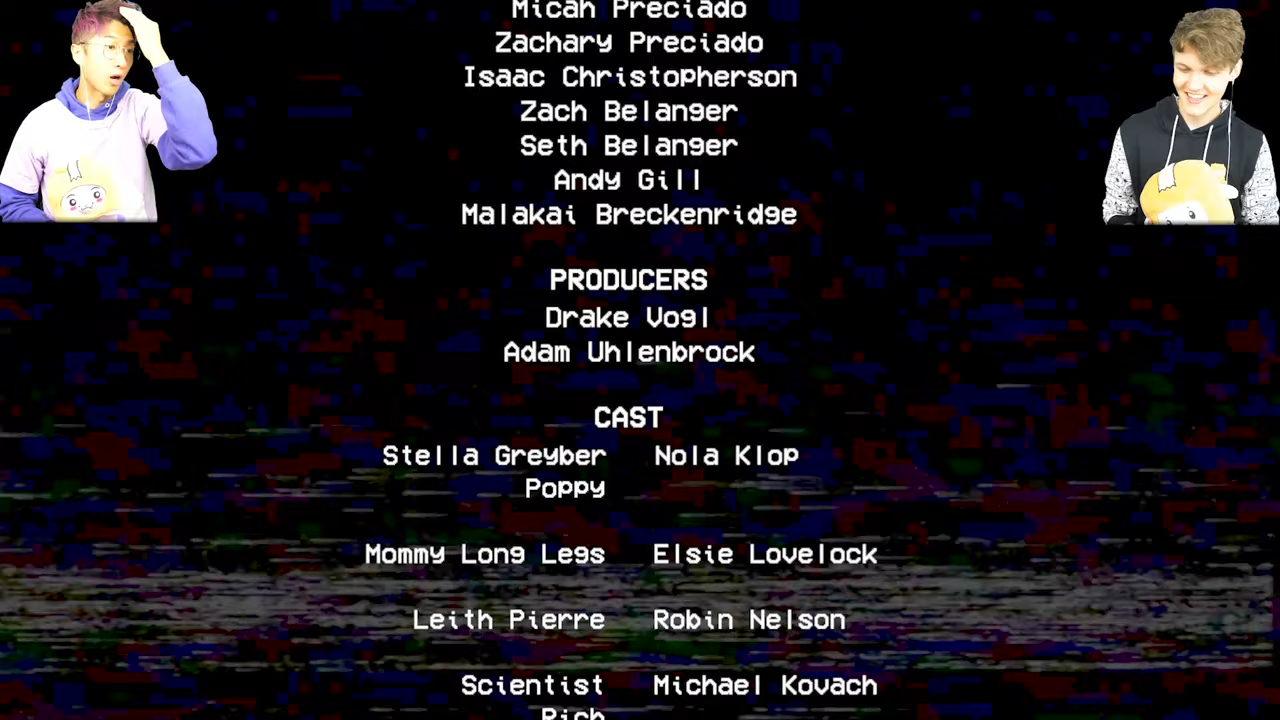 Micah Preciado
Zachary Preciado
Isaac Christopherson
Zach Belanger
Seth Belanger
Andy Gill
Malakai Breckenridge
PRODUCERS
Drake Vogl
Adam Uhlenbrock
CAST
Stella Greyber Nola Klop
Poppy
Mommy Long Legs Elsie Lovelock
Leith Pierre Robin Nelson
Scientist Michael Kovach
Rich